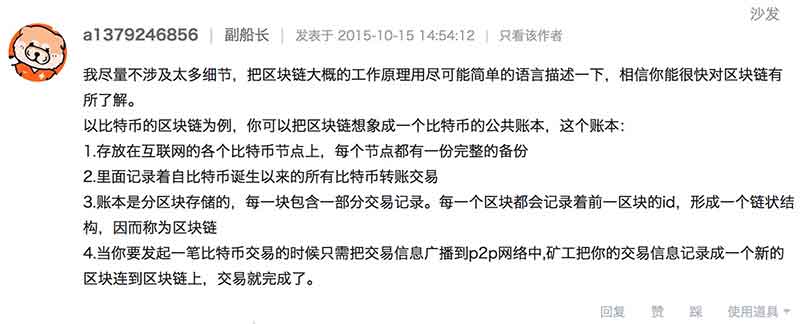 沙发
a1379246856 | 副船长 | 发表于 2015-10-15 14:54:12 | 只看该作者
我尽量不涉及太多细节，把区块链大概的工作原理用尽可能简单的语言描述一下，相信你能很快对区块链有
所了解。
以比特币的区块链为例，你可以把区块链想象成一个比特币的公共账本，这个账本：
1.存放在互联网的各个比特币节点上，每个节点都有一份完整的备份
2.里面记录着自比特币诞生以来的所有比特币转账交易
3.账本是分区块存储的，每一块包含一部分交易记录。每一个区块都会记录着前一区块的id，形成一个链状结
构，因而称为区块链
4.当你要发起一笔比特币交易的时候只需把交易信息广播到p2p网络中,矿工把你的交易信息记录成一个新的
区块连到区块链上，交易就完成了。
回复 赞 踩 使用道具